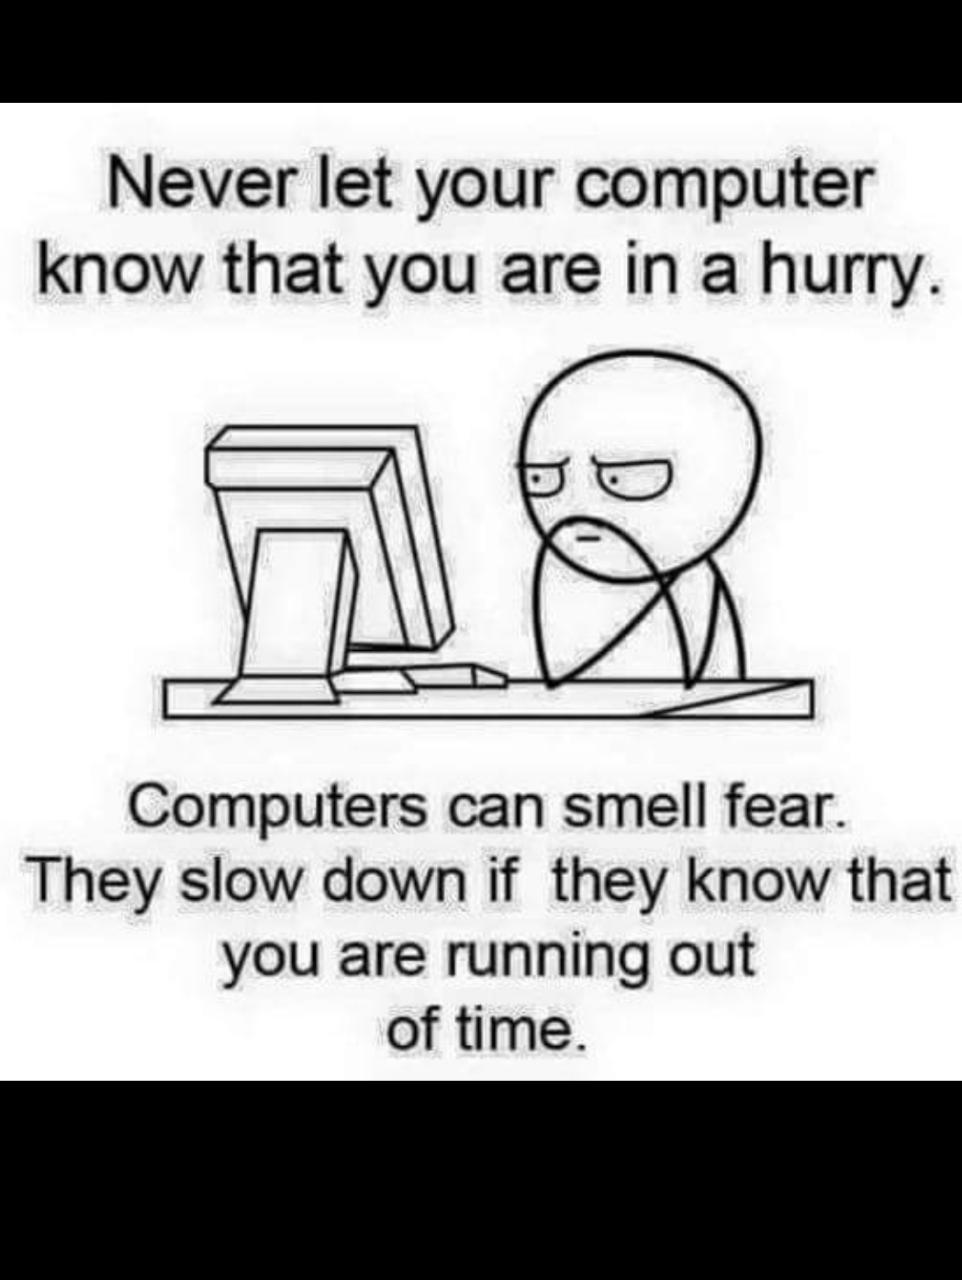 Never let your computer
know that you are in a hurry.
Computers can smell fear.
They slow down if they know that
you are running out
of time.